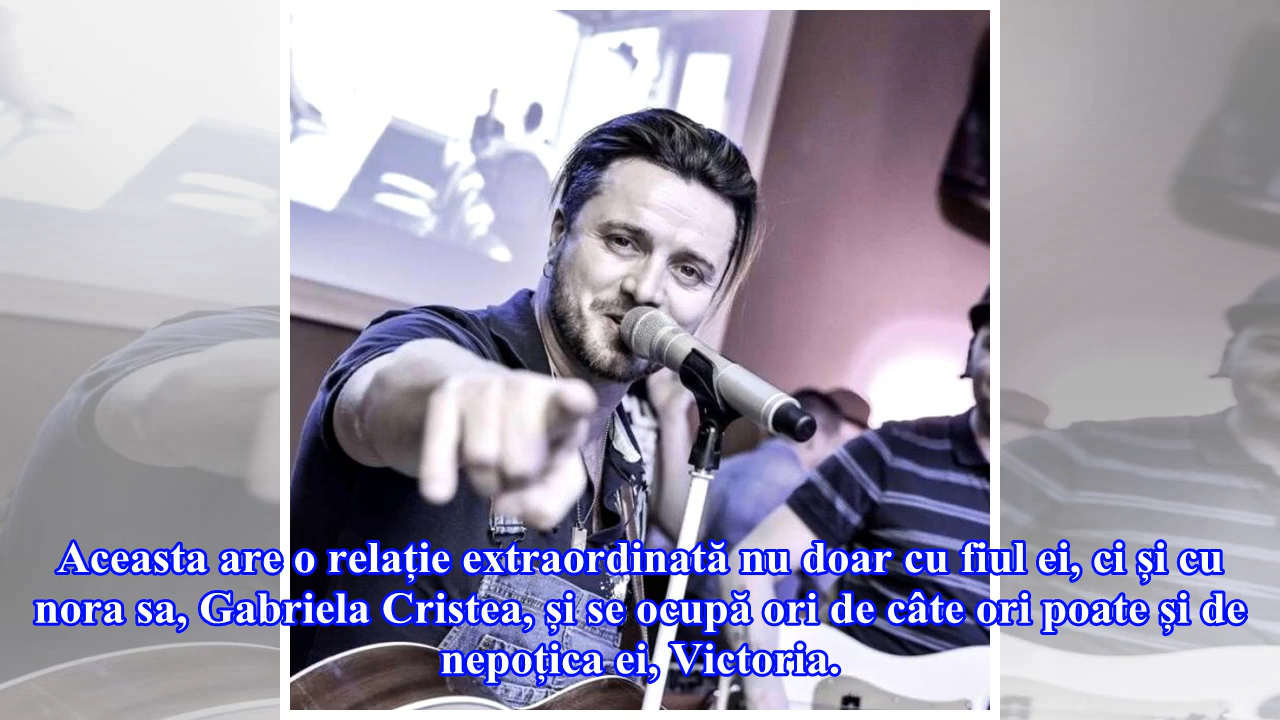 Aceasta are o relație extraordinată nu doar cu fiul ei, ci și cu
nora sa, Gabriela Cristea, și se ocupă ori de câte ori poate și de
nepoțica ei, Victoria.